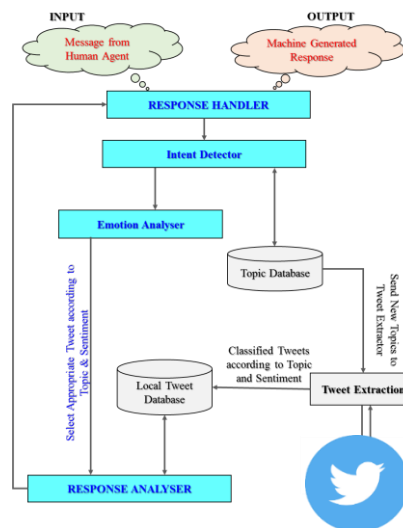 INPUT
OUTPUT
Message from
Human Agent
Machine Generated
Response
RESPONSE HANDLER
Intent Detector
Emotion Analyser
Topic Database
Send New Topics to
Tweet Extractor
Select Appropriate Tweet according to
Topic & Sentiment
Classified Tweets
according to Topic
and Sentiment
Local Tweet
Database
Tweet Extraction
RESPONSE ANALYSER